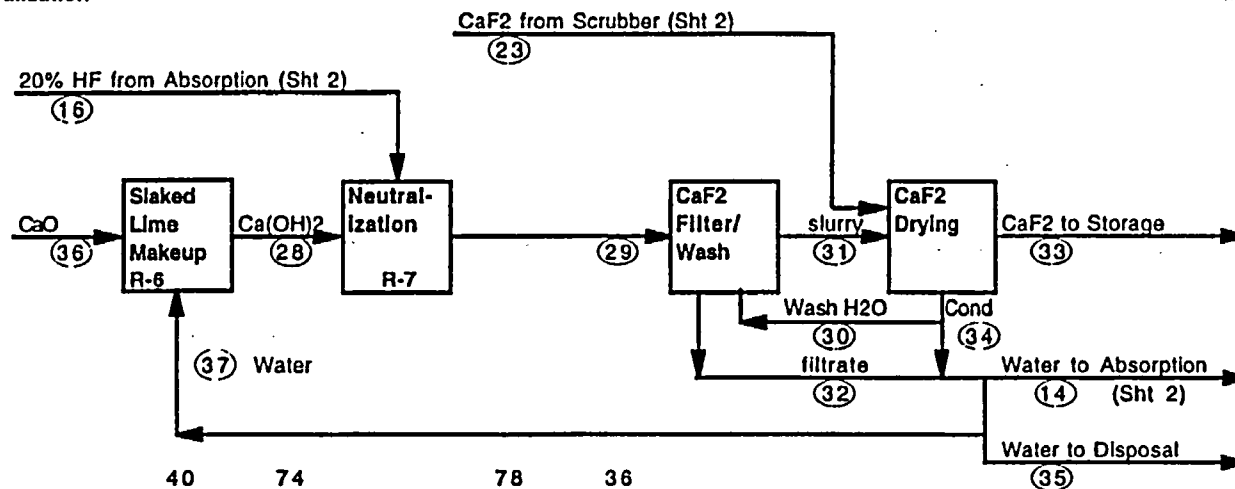 CaF2 from Scrubber (Sht 2)
23
20% HF from Absorption (Sht 2)
16
Slaked
Lime
Makeup
R-6
Neutral-
ization
R-7
CaF2
Filter/
Wash
CaF2
Drying
CaO
36
Ca(OH)2
28
29
slurry
31
CaF2 to Storage
33
Wash H2O
30
Cond
34
37 Water
filtrate
32
Water to Absorption
14 (Sht 2)
Water to Disposal
35
40 74 78 36